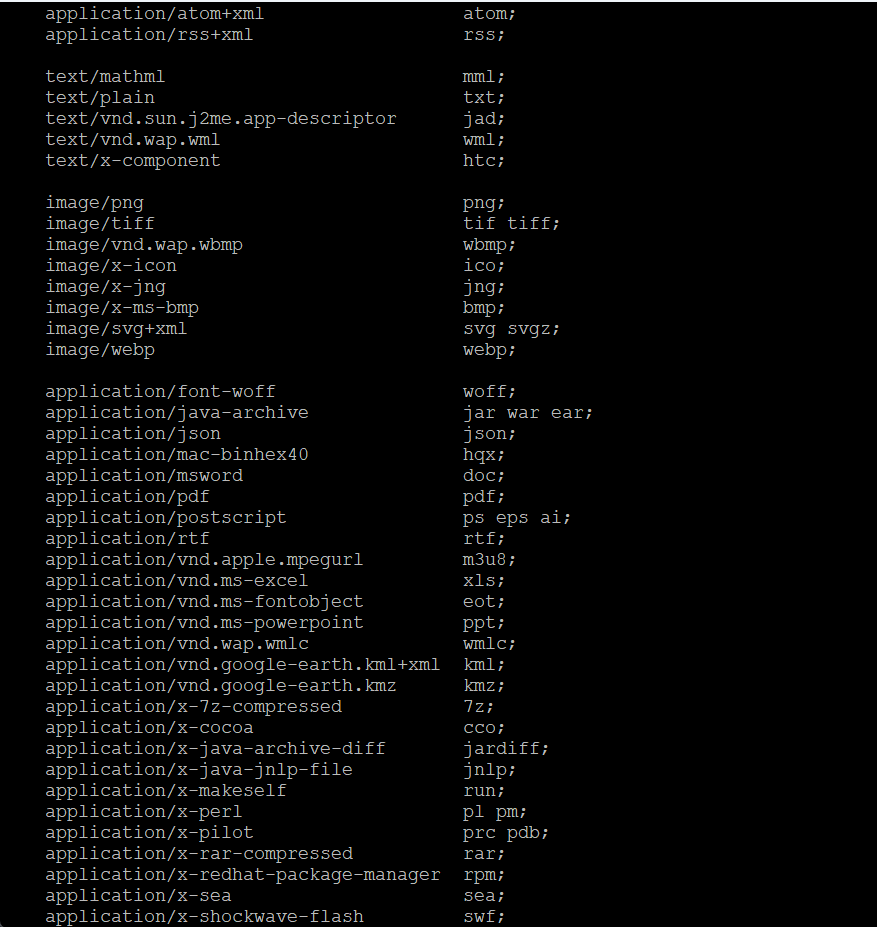 application/atom+xml                  atom;
application/rss+xml                   rss;

text/mathml                           mml;
text/plain                            txt;
text/vnd.sun.j2me.app-descriptor      jad;
text/vnd.wap.wml                      wml;
text/x-component                      htc;

image/png                             png;
image/tiff                            tif tiff;
image/vnd.wap.wbmp                    wbmp;
image/x-icon                          ico;
image/x-jng                           jng;
image/x-ms-bmp                        bmp;
image/svg+xml                         svg svgz;
image/webp                            webp;

application/font-woff                 woff;
application/java-archive              jar war ear;
application/json                      json;
application/mac-binhex40              hqx;
application/msword                    doc;
application/pdf                       pdf;
application/postscript                ps eps ai;
application/rtf                       rtf;
application/vnd.apple.mpegurl         m3u8;
application/vnd.ms-excel              xls;
application/vnd.ms-fontobject         eot;
application/vnd.ms-powerpoint         ppt;
application/vnd.wap.wmlc              wmlc;
application/vnd.google-earth.kml+xml  kml;
application/vnd.google-earth.kmz      kmz;
application/x-7z-compressed           7z;
application/x-cocoa                   cco;
application/x-java-archive-diff       jardiff;
application/x-java-jnlp-file          jnlp;
application/x-makeself                run;
application/x-perl                    pl pm;
application/x-pilot                   prc pdb;
application/x-rar-compressed          rar;
application/x-redhat-package-manager  rpm;
application/x-sea                     sea;
application/x-shockwave-flash         swf;